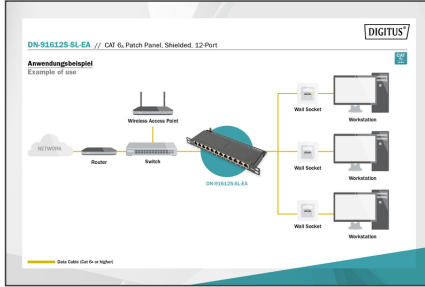 DIGITUS®
DN-91612S-SL-EA // CAT 6A Patch Panel, Shielded, 12-Port
CAT
Anwendungsbeispiel
Example of use
Wireless Access Point
Wall Socket
Workstation
NETWORK
Router
Switch
DN-91612S-SL-EA
Wall Socket
Workstation
Wall Socket
Workstation
Data Cable (Cat 6A or higher)